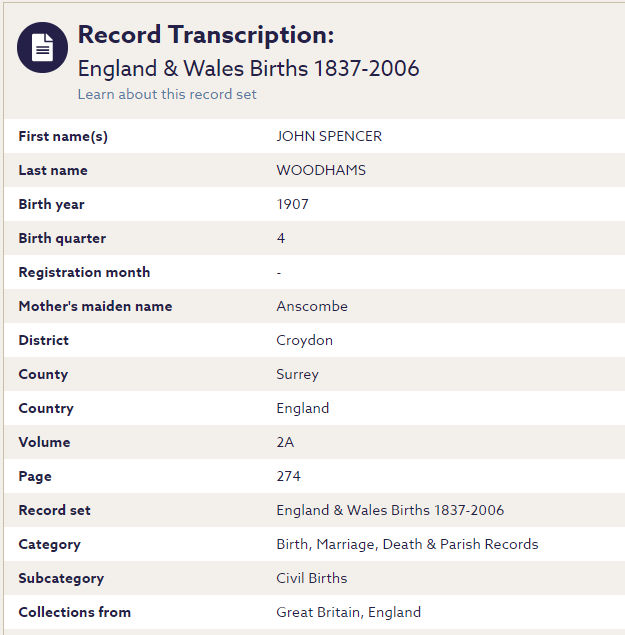 Record Transcription:
England & Wales Births 1837-2006
Learn about this record set
First name(s) JOHN SPENCER
Last name WOODHAMS
Birth year 1907
Birth quarter 4
Registration month -
Mother's maiden name Anscombe
District Croydon
County Surrey
Country England
Volume 2A
Page 274
Record set England & Wales Births 1837-2006
Category Birth, Marriage, Death & Parish Records
Subcategory Civil Births
Collections from Great Britain, England